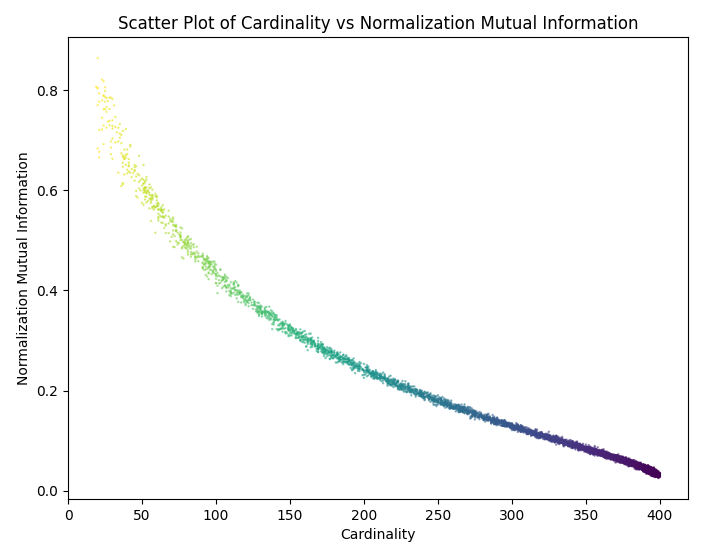 Scatter Plot of Cardinality vs Normalization Mutual Information
Normalization Mutual Information
0.8
0.6
0.4
0.2
0.0
0 50 100 150 200 250 300 350 400
Cardinality